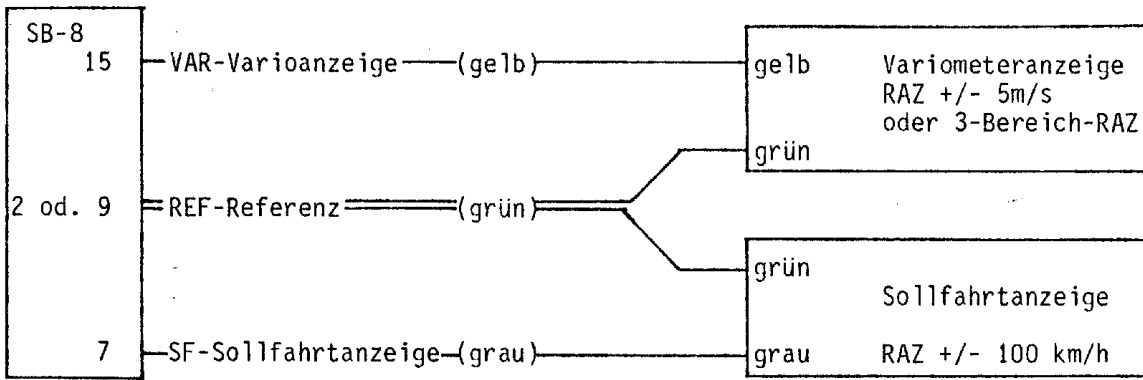 SB-8
15 VAR-Varioanzeige (gelb) gelb Variometeranzeige
RAZ +/- 5m/s
oder 3-Bereich-RAZ
grün
2 od. 9 REF-Referenz (grün)
grün
Sollfahrtanzeige
7 SF-Sollfahrtanzeige (grau) grau RAZ +/- 100 km/h